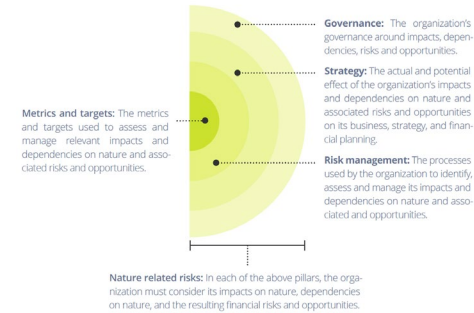 Governance: The organization's
governance around impacts, depen-
dencies, risks and opportunities.
Strategy: The actual and potential
effect of the organization's impacts
and dependencies on nature and
associated risks and opportunities
on its business, strategy, and finan-
cial planning.
Metrics and targets: The metrics
and targets used to assess and
manage relevant impacts and
dependencies on nature and asso-
ciated risks and opportunities.
Risk management: The processes
used by the organization to identify,
assess and manage its impacts and
dependencies on nature and asso-
ciated and opportunities.
Nature related risks: In each of the above pillars, the orga-
nization must consider its impacts on nature, dependencies
on nature, and the resulting financial risks and opportunities.